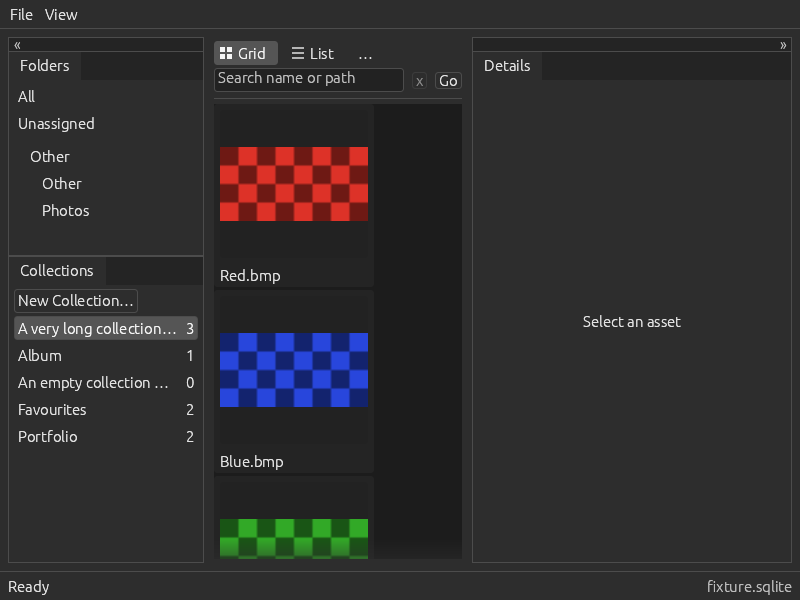 File View
«
Folders
All
Unassigned
Other
Other
Photos
Collections
New Collection…
A very long collection… 3
Album 1
An empty collection … 0
Favourites 2
Portfolio 2
Grid List …
Search name or path x Go
Red.bmp
Blue.bmp
»
Details
Select an asset
Ready
fixture.sqlite